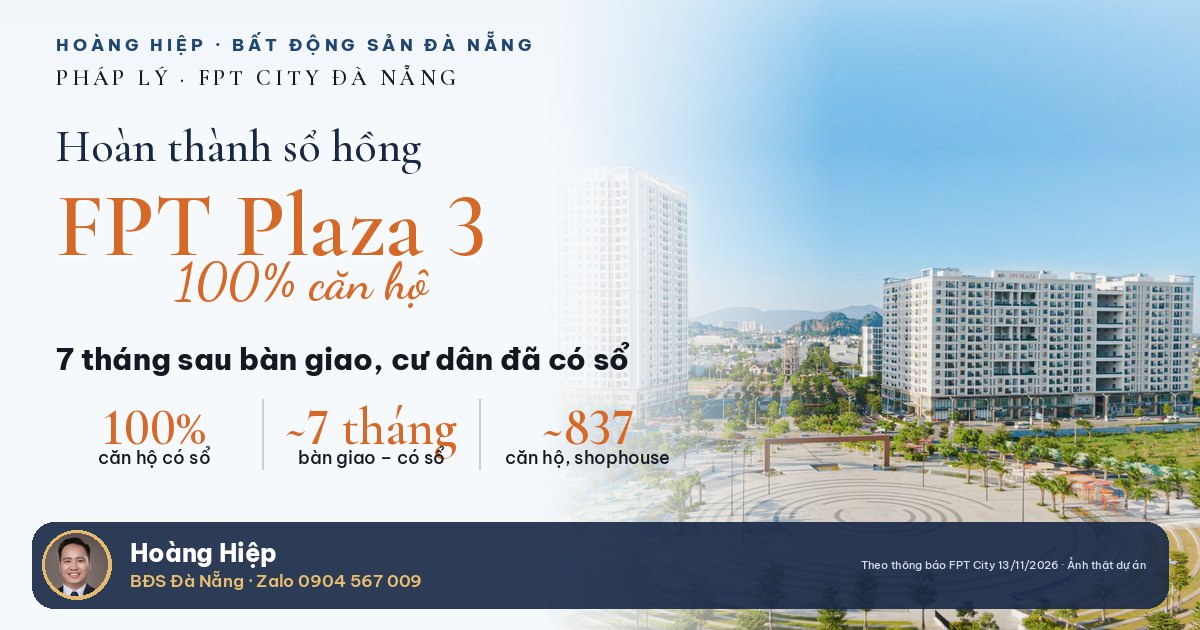 HOÀNG HIỆP · BẤT ĐỘNG SẢN ĐÀ NẴNG
PHÁP LÝ · FPT CITY ĐÀ NẴNG
Hoàn thành sổ hồng
FPT Plaza 3
100% căn hộ
7 tháng sau bàn giao, cư dân đã có sổ
100%
căn hộ có sổ
~7 tháng
bàn giao – có sổ
~837
căn hộ, shophouse
FPT PLAZA
Hoàng Hiệp
BĐS Đà Nẵng · Zalo 0904 567 009
Theo thông báo FPT City 13/11/2026 · Ảnh thật dự án